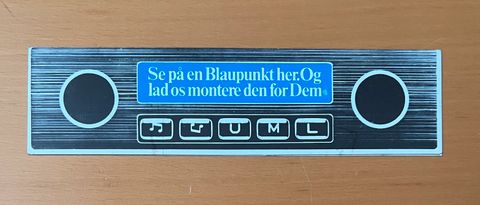 Se på en Blaupunkt her. Og
lad os montere den for Dem
U M L